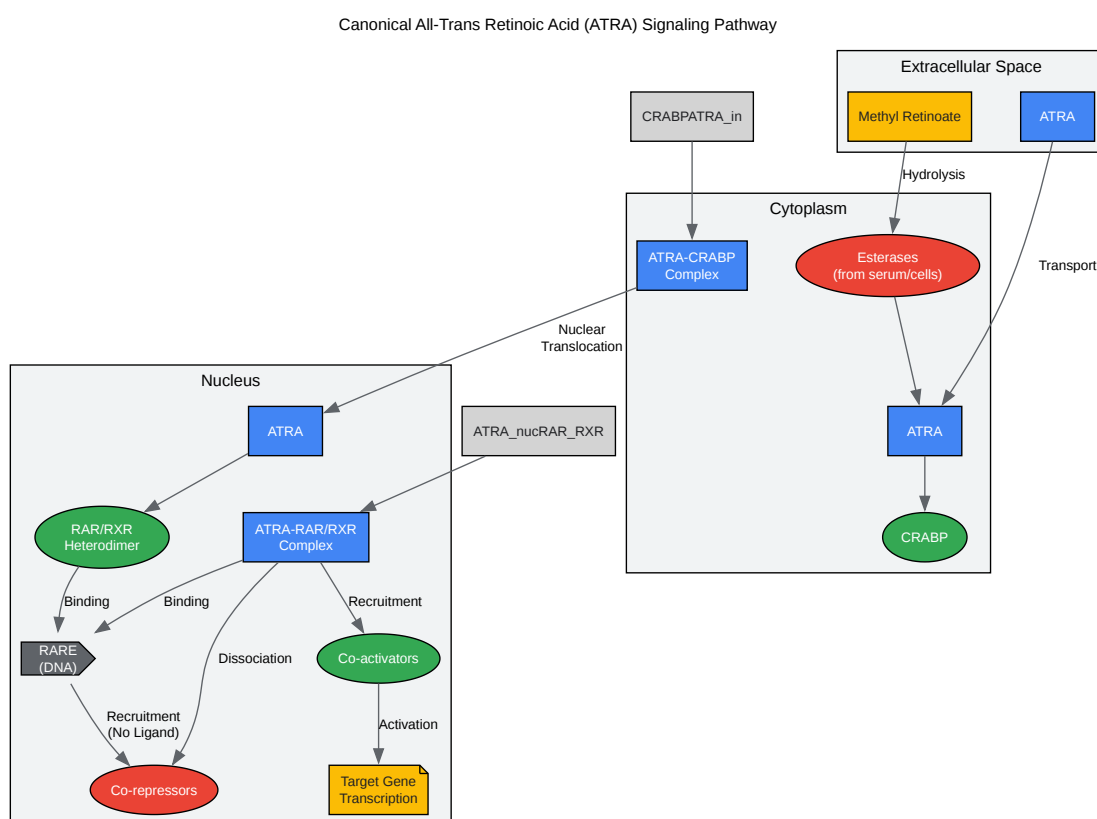 Canonical All-Trans Retinoic Acid (ATRA) Signaling Pathway
Extracellular Space
Methyl Retinoate
ATRA
CRABPATRA_in
Hydrolysis
Cytoplasm
ATRA-CRABP
Complex
Esterases
(from serum/cells)
Transport
Nuclear
Translocation
Nucleus
ATRA
ATRA_nucRAR_RXR
ATRA
RAR/RXR
Heterodimer
ATRA-RAR/RXR
Complex
CRABP
Binding
Binding
Recruitment
RARE
(DNA)
Dissociation
Co-activators
Recruitment
(No Ligand)
Activation
Co-repressors
Target Gene
Transcription